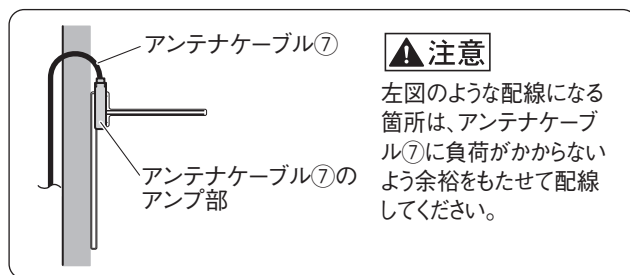 アンテナケーブル⑦
アンテナケーブル⑦の
アンプ部
注意
左図のような配線になる
箇所は、アンテナケーブ
ル⑦に負荷がかからない
よう余裕をもたせて配線
してください。